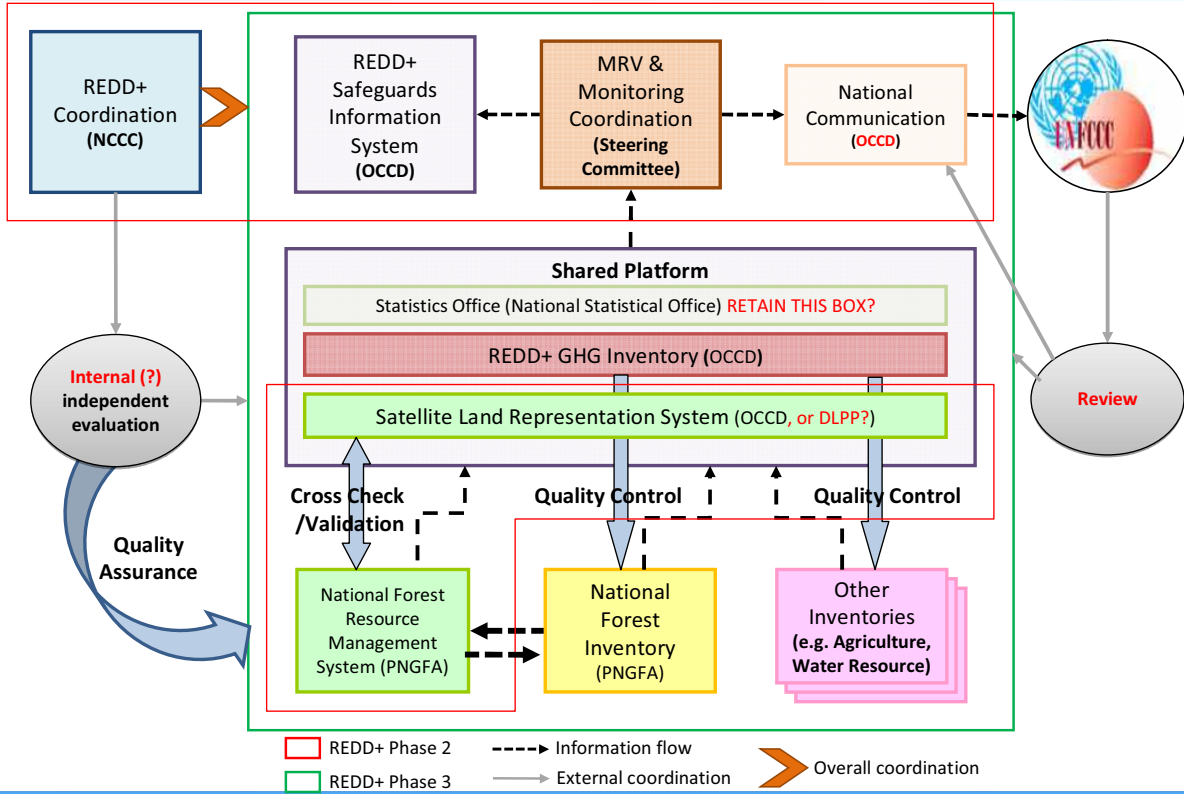 REDD+
Coordination
(NCCC)
REDD+
Safeguards
Information
System
(OCCD)
MRV &
Monitoring
Coordination
(Steering
Committee)
National
Communication
(OCCD)
UNFCCC
Shared Platform
Statistics Office (National Statistical Office) RETAIN THIS BOX?
REDD+ GHG Inventory (OCCD)
Satellite Land Representation System (OCCD, or DLPP?)
Internal (?)
independent
evaluation
Review
Cross Check
/Validation
Quality Control
Quality Control
Quality
Assurance
National Forest
Resource
Management
System (PNGFA)
National
Forest
Inventory
(PNGFA)
Other
Inventories
(e.g. Agriculture,
Water Resource)
REDD+ Phase 2
REDD+ Phase 3
Information flow
External coordination
Overall coordination